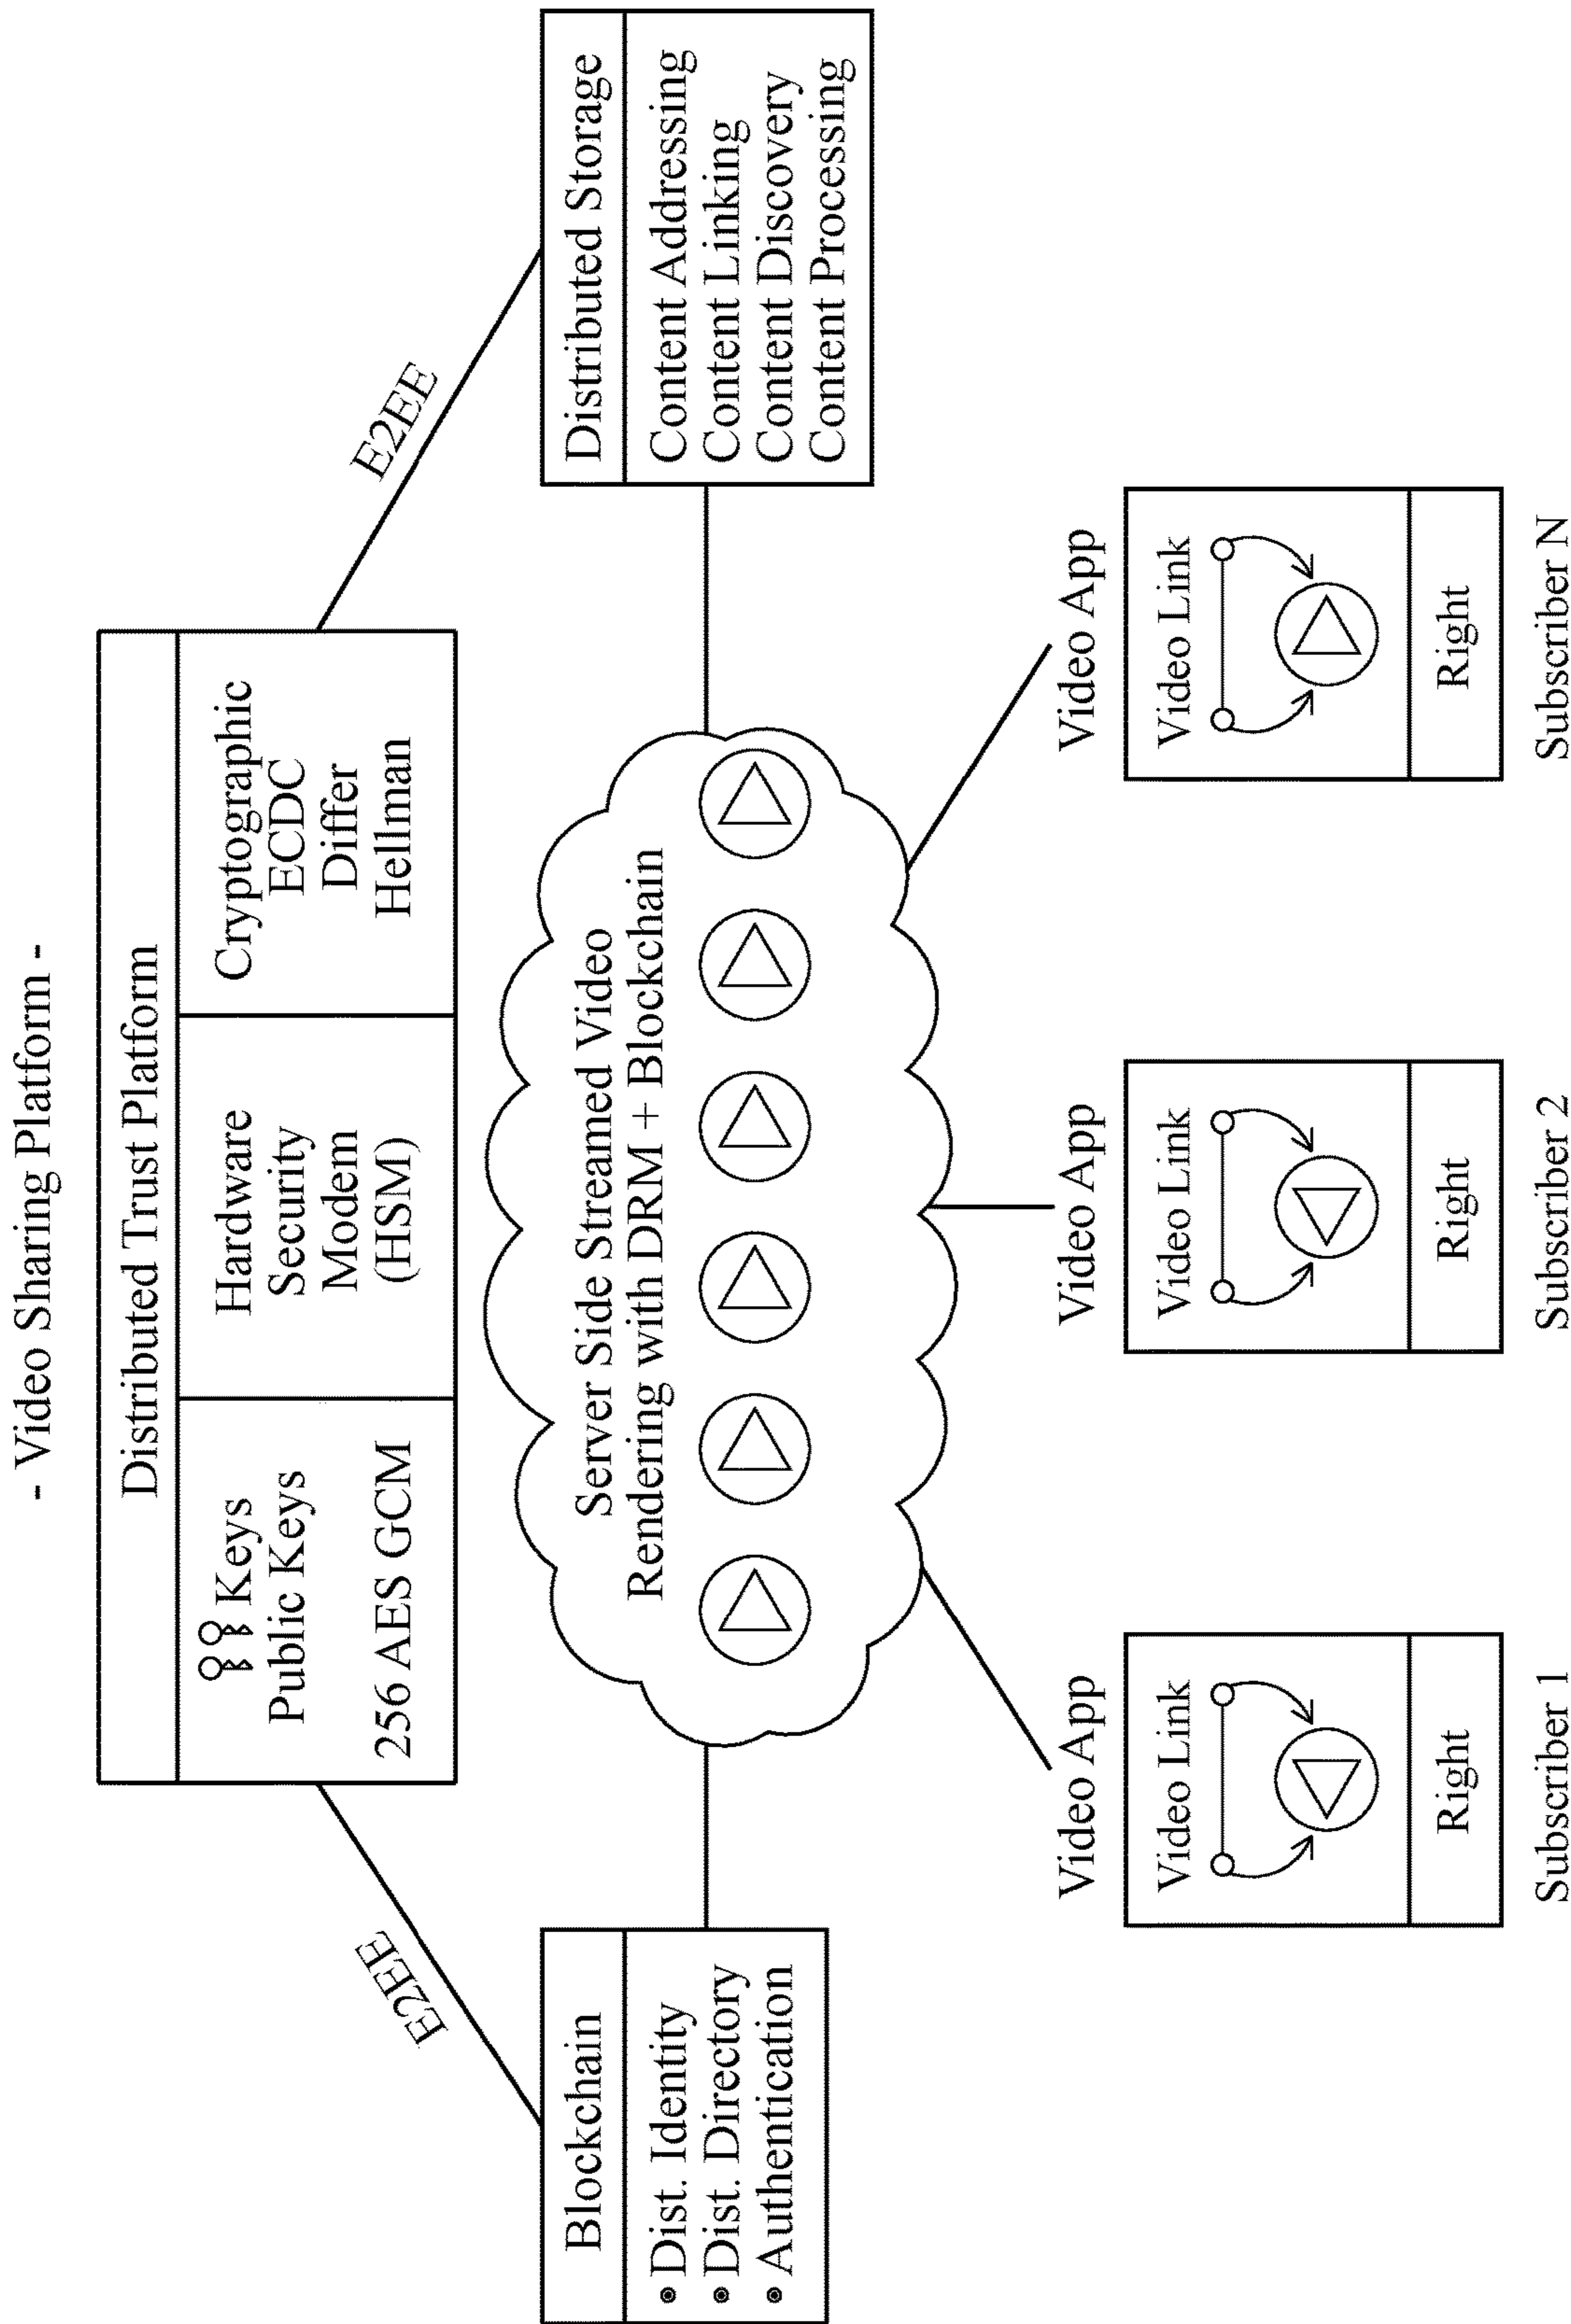 - Video Sharing Platform -
Distributed Trust Platform
Keys
Public Keys
256 AES GCM
Hardware
Security
Modem
(HSM)
Cryptographic
ECDC
Differ
Hellman
E2EE
E2EE
Blockchain
Dist. Identity
Dist. Directory
Authentication
Server Side Streamed Video
Rendering with DRM + Blockchain
Distributed Storage
Content Addressing
Content Linking
Content Discovery
Content Processing
Video App
Video Link
Right
Subscriber 1
Video App
Video Link
Right
Subscriber 2
Video App
Video Link
Right
Subscriber N